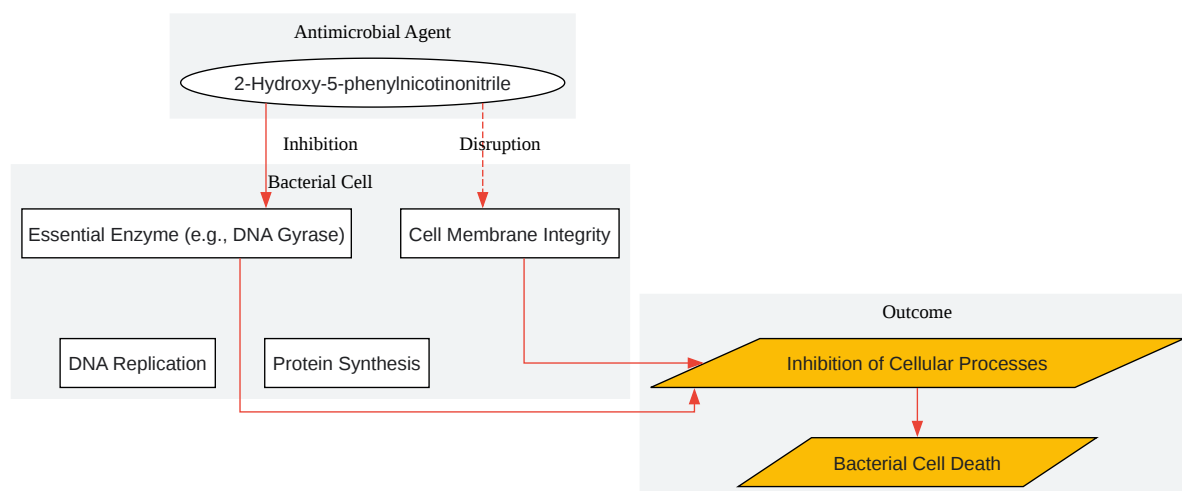 Antimicrobial Agent
2-Hydroxy-5-phenylnicotinonitrile
Inhibition
Disruption
Bacterial Cell
Essential Enzyme (e.g., DNA Gyrase)
Cell Membrane Integrity
DNA Replication
Protein Synthesis
Outcome
Inhibition of Cellular Processes
Bacterial Cell Death